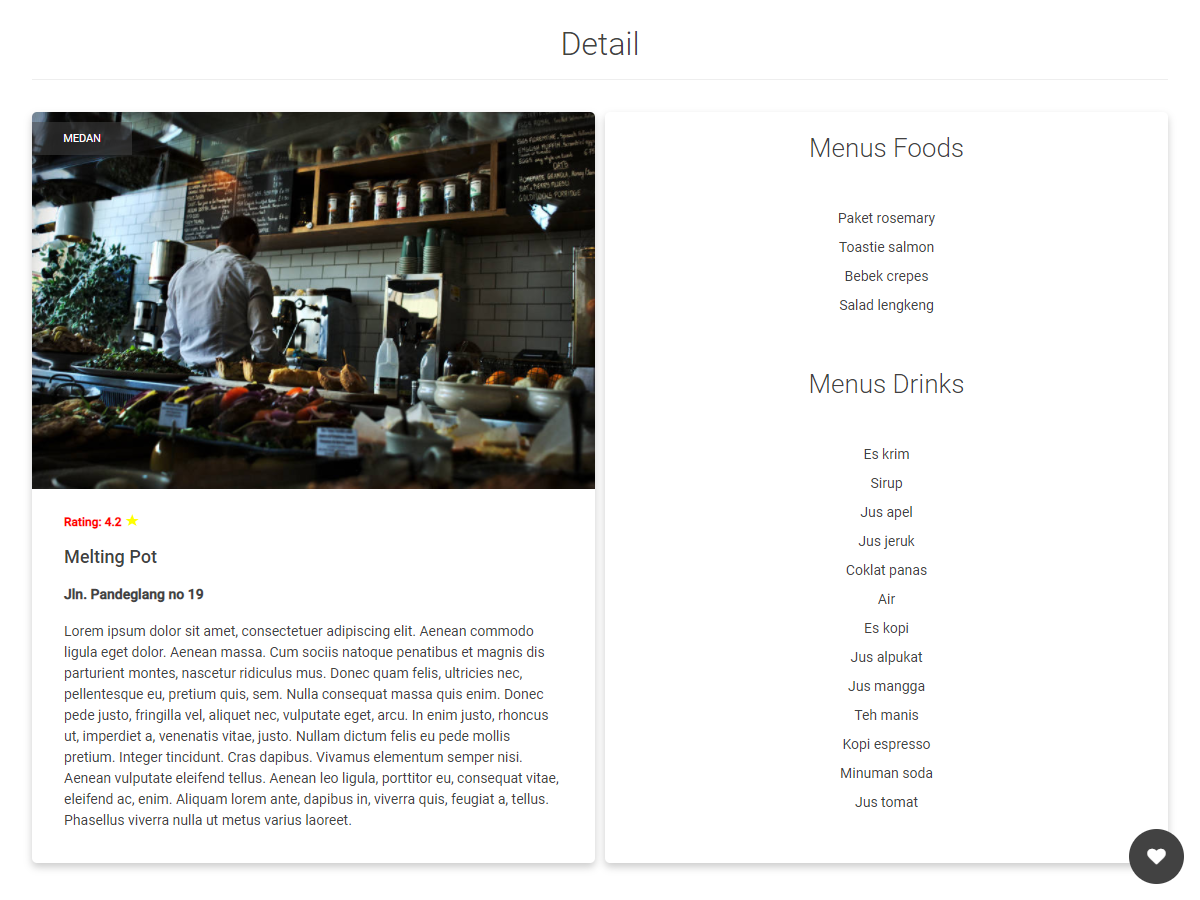 Detail
MEDAN
Rating: 4.2
Melting Pot
Jln. Pandeglang no 19
Lorem ipsum dolor sit amet, consectetuer adipiscing elit. Aenean commodo
ligula eget dolor. Aenean massa. Cum sociis natoque penatibus et magnis dis
parturient montes, nascetur ridiculus mus. Donec quam felis, ultricies nec,
pellentesque eu, pretium quis, sem. Nulla consequat massa quis enim. Donec
pede justo, fringilla vel, aliquet nec, vulputate eget, arcu. In enim justo, rhoncus
ut, imperdiet a, venenatis vitae, justo. Nullam dictum felis eu pede mollis
pretium. Integer tincidunt. Cras dapibus. Vivamus elementum semper nisi.
Aenean vulputate eleifend tellus. Aenean leo ligula, porttitor eu, consequat vitae,
eleifend ac, enim. Aliquam lorem ante, dapibus in, viverra quis, feugiat a, tellus.
Phasellus viverra nulla ut metus varius laoreet.
Menus Foods
Paket rosemary
Toastie salmon
Bebek crepes
Salad lengkeng
Menus Drinks
Es krim
Sirup
Jus apel
Jus jeruk
Coklat panas
Air
Es kopi
Jus alpukat
Jus mangga
Teh manis
Kopi espresso
Minuman soda
Jus tomat